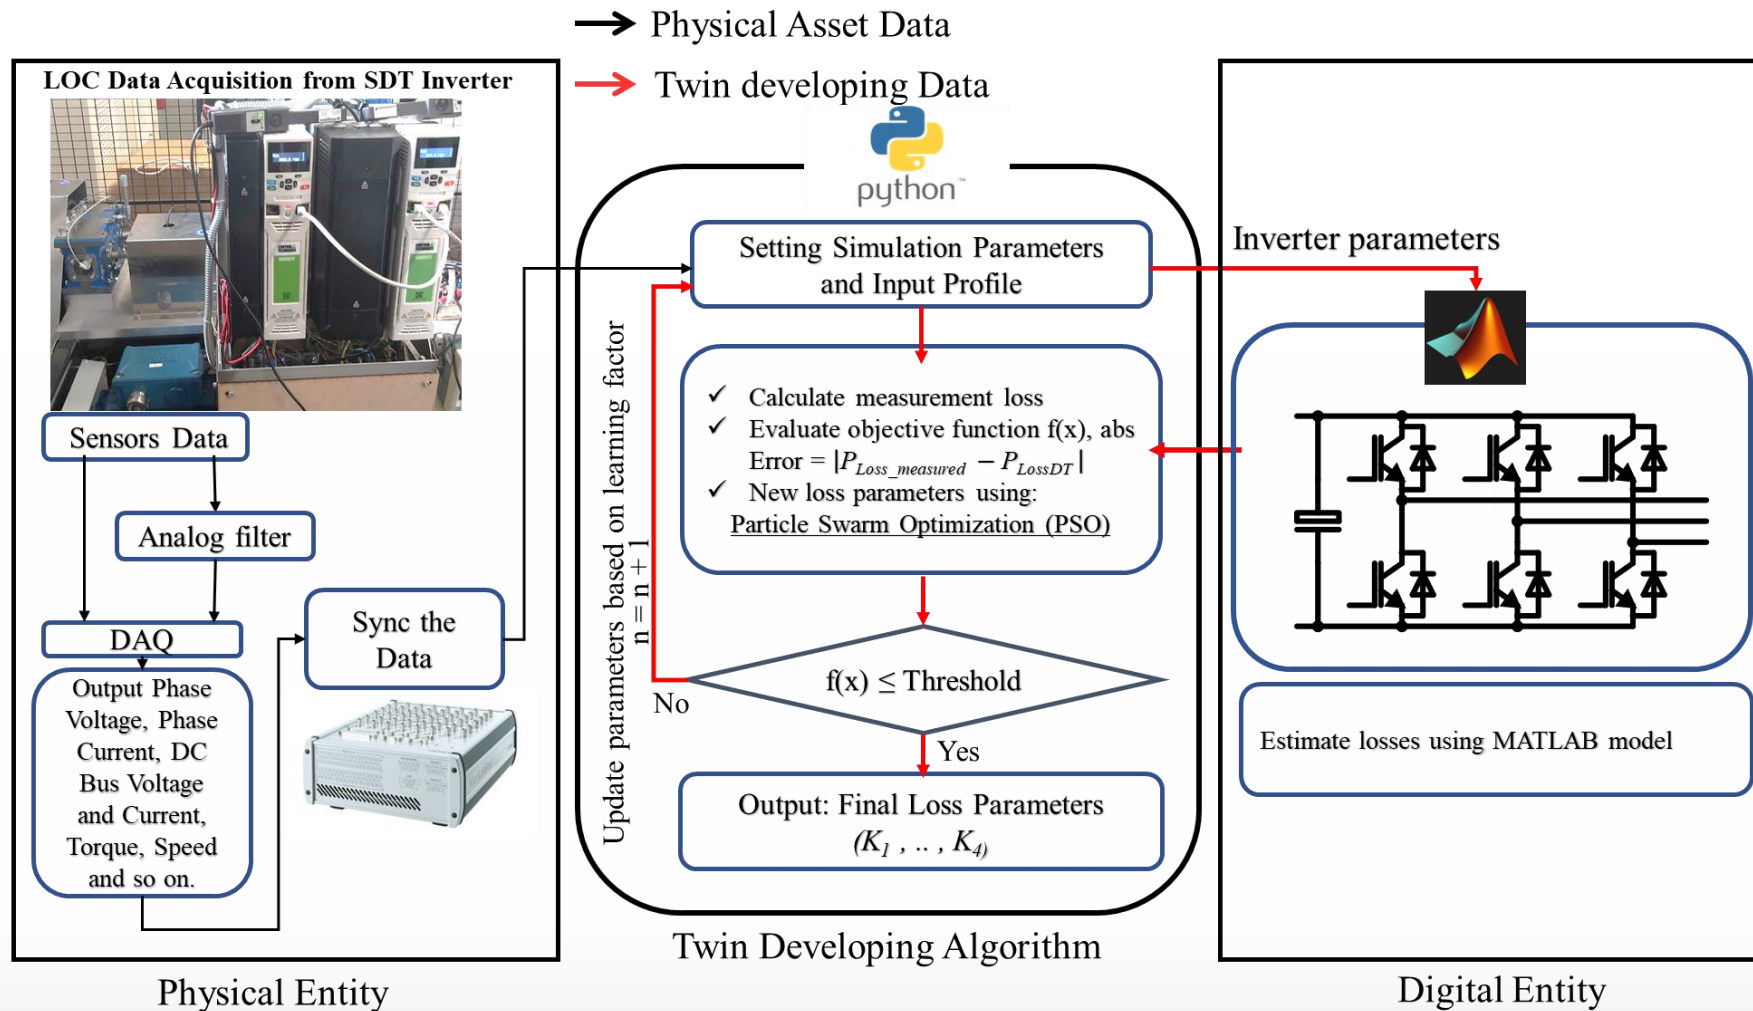 Physical Asset Data
Twin developing Data
LOC Data Acquisition from SDT Inverter
Sensors Data
Analog filter
DAQ
Output Phase
Voltage, Phase
Current, DC
Bus Voltage
and Current,
Torque, Speed
and so on.
Sync the
Data
Physical Entity
python™
Setting Simulation Parameters
and Input Profile
✓ Calculate measurement loss
✓ Evaluate objective function f(x), abs
Error = |P_Loss_measured − P_LossDT|
✓ New loss parameters using:
Particle Swarm Optimization (PSO)
Update parameters based on learning factor
n = n + 1
f(x) ≤ Threshold
No
Yes
Output: Final Loss Parameters
(K1 , .. , K4)
Twin Developing Algorithm
Inverter parameters
Estimate losses using MATLAB model
Digital Entity